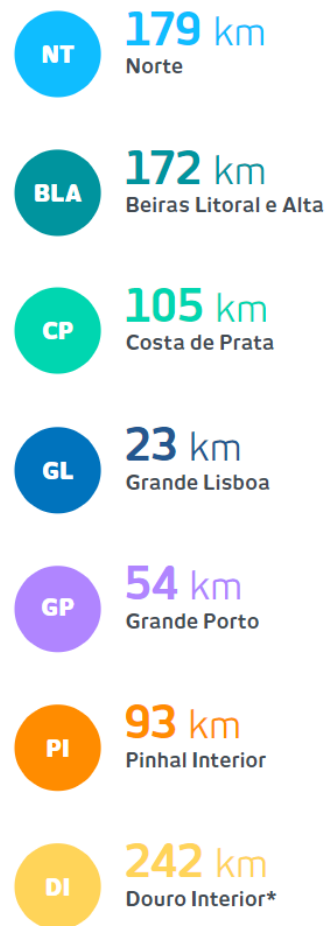 NT
179 km
Norte
BLA
172 km
Beiras Litoral e Alta
CP
105 km
Costa de Prata
GL
23 km
Grande Lisboa
GP
54 km
Grande Porto
PI
93 km
Pinhal Interior
DI
242 km
Douro Interior*